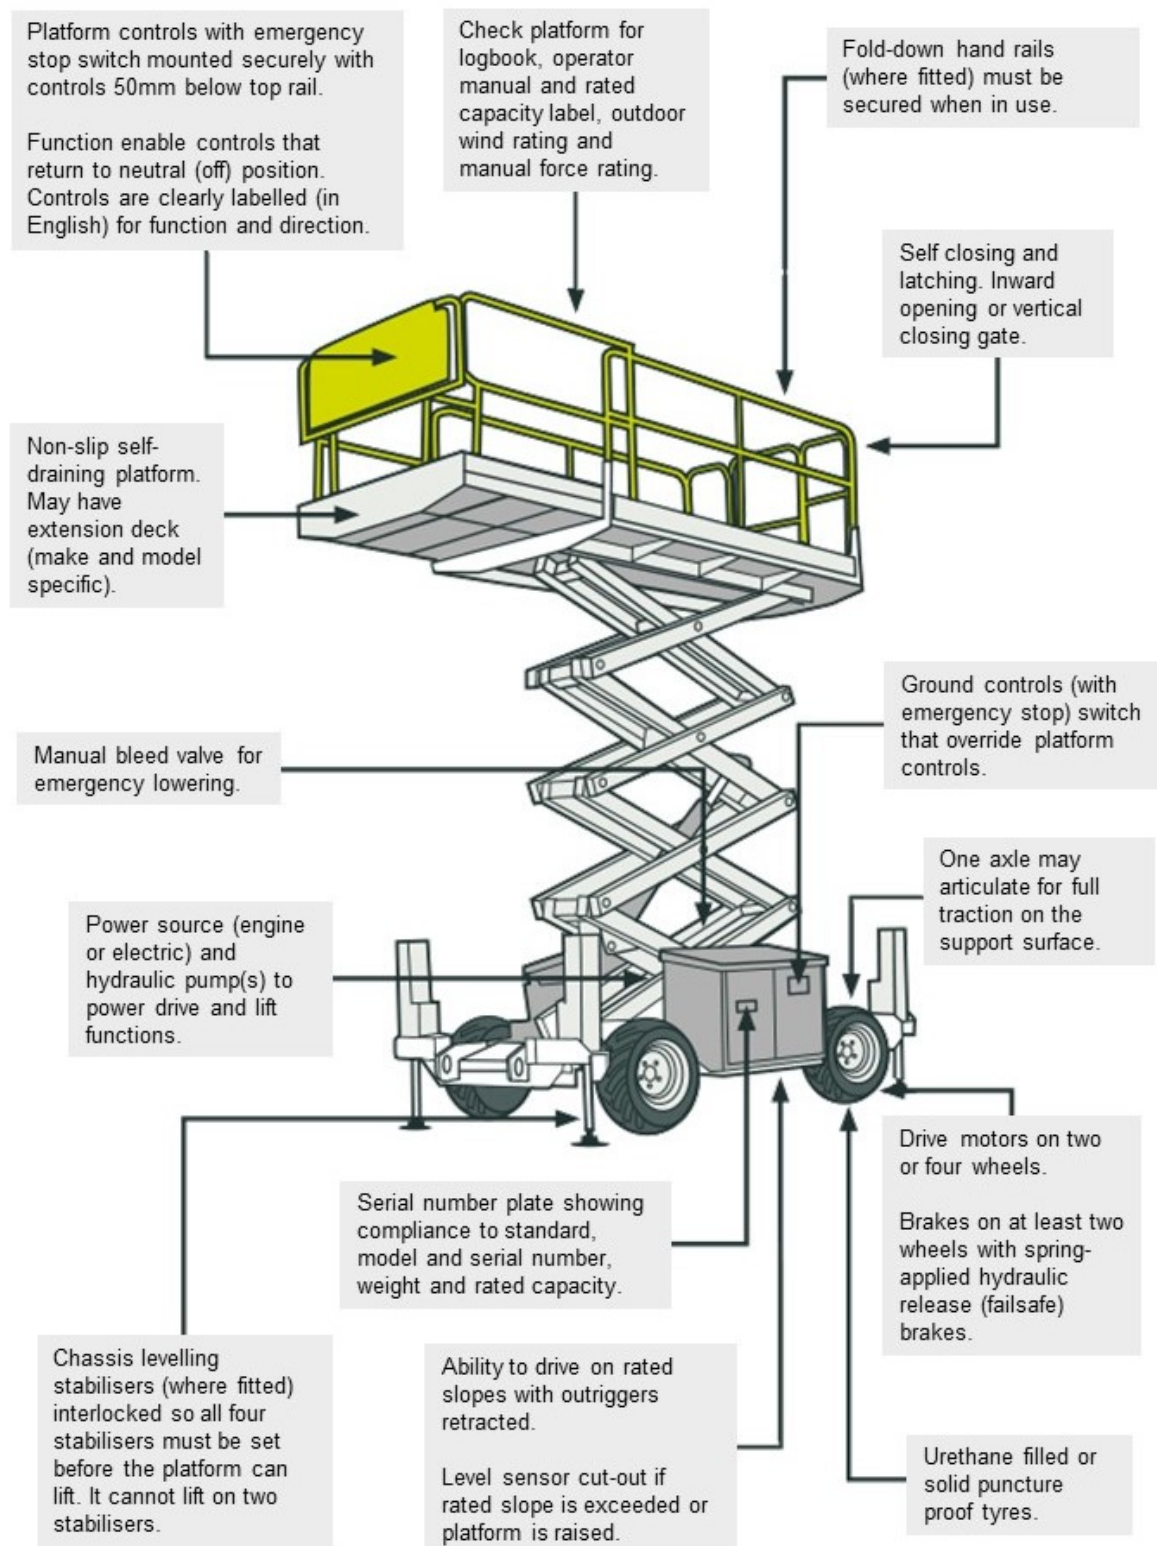 Platform controls with emergency
stop switch mounted securely with
controls 50mm below top rail.
Function enable controls that
return to neutral (off) position.
Controls are clearly labelled (in
English) for function and direction.
Check platform for
logbook, operator
manual and rated
capacity label, outdoor
wind rating and
manual force rating.
Fold-down hand rails
(where fitted) must be
secured when in use.
Self closing and
latching. Inward
opening or vertical
closing gate.
Non-slip self-
draining platform.
May have
extension deck
(make and model
specific).
Ground controls (with
emergency stop) switch
that override platform
controls.
Manual bleed valve for
emergency lowering.
One axle may
articulate for full
traction on the
support surface.
Power source (engine
or electric) and
hydraulic pump(s) to
power drive and lift
functions.
Drive motors on two
or four wheels.
Brakes on at least two
wheels with spring-
applied hydraulic
release (failsafe)
brakes.
Serial number plate showing
compliance to standard,
model and serial number,
weight and rated capacity.
Chassis levelling
stabilisers (where fitted)
interlocked so all four
stabilisers must be set
before the platform can
lift. It cannot lift on two
stabilisers.
Ability to drive on rated
slopes with outriggers
retracted.
Level sensor cut-out if
rated slope is exceeded or
platform is raised.
Urethane filled or
solid puncture
proof tyres.